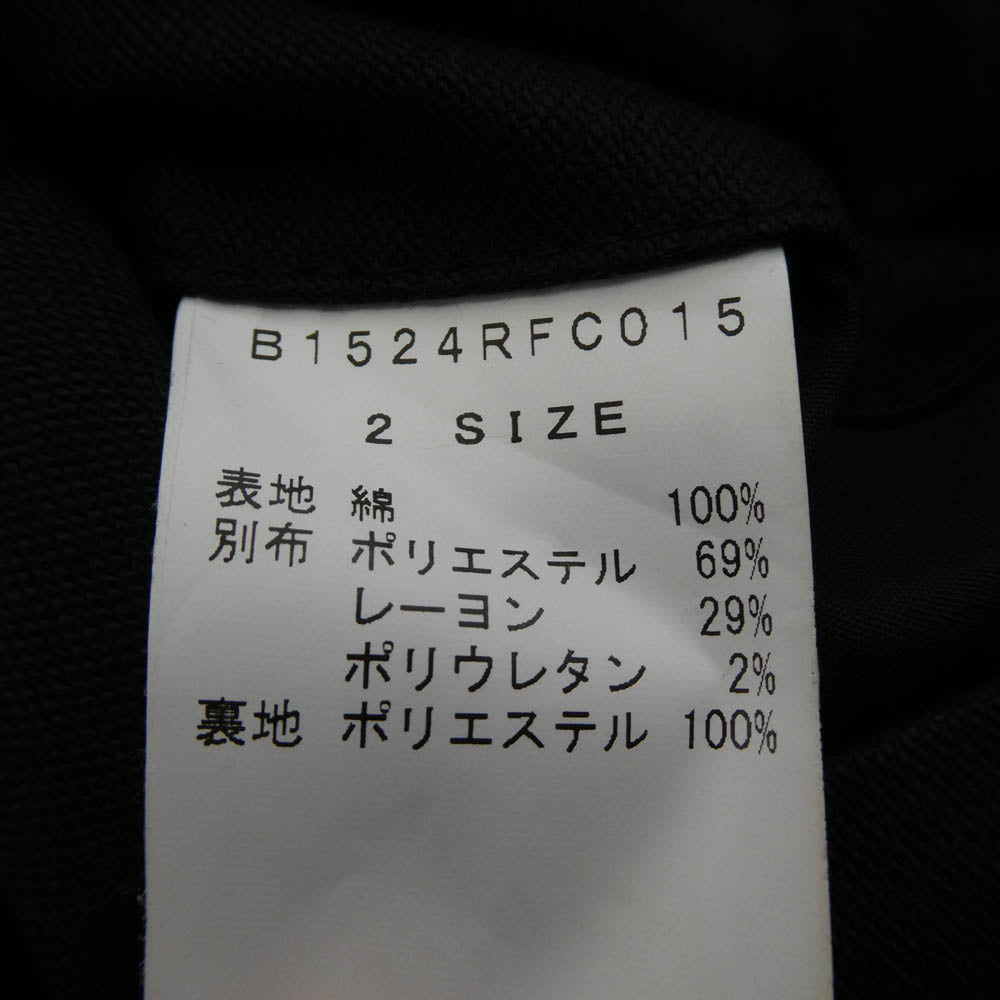 B1524RFC015
2 SIZE
表地 綿 100%
別布 ポリエステル 69%
レーヨン 29%
ポリウレタン 2%
裏地 ポリエステル 100%